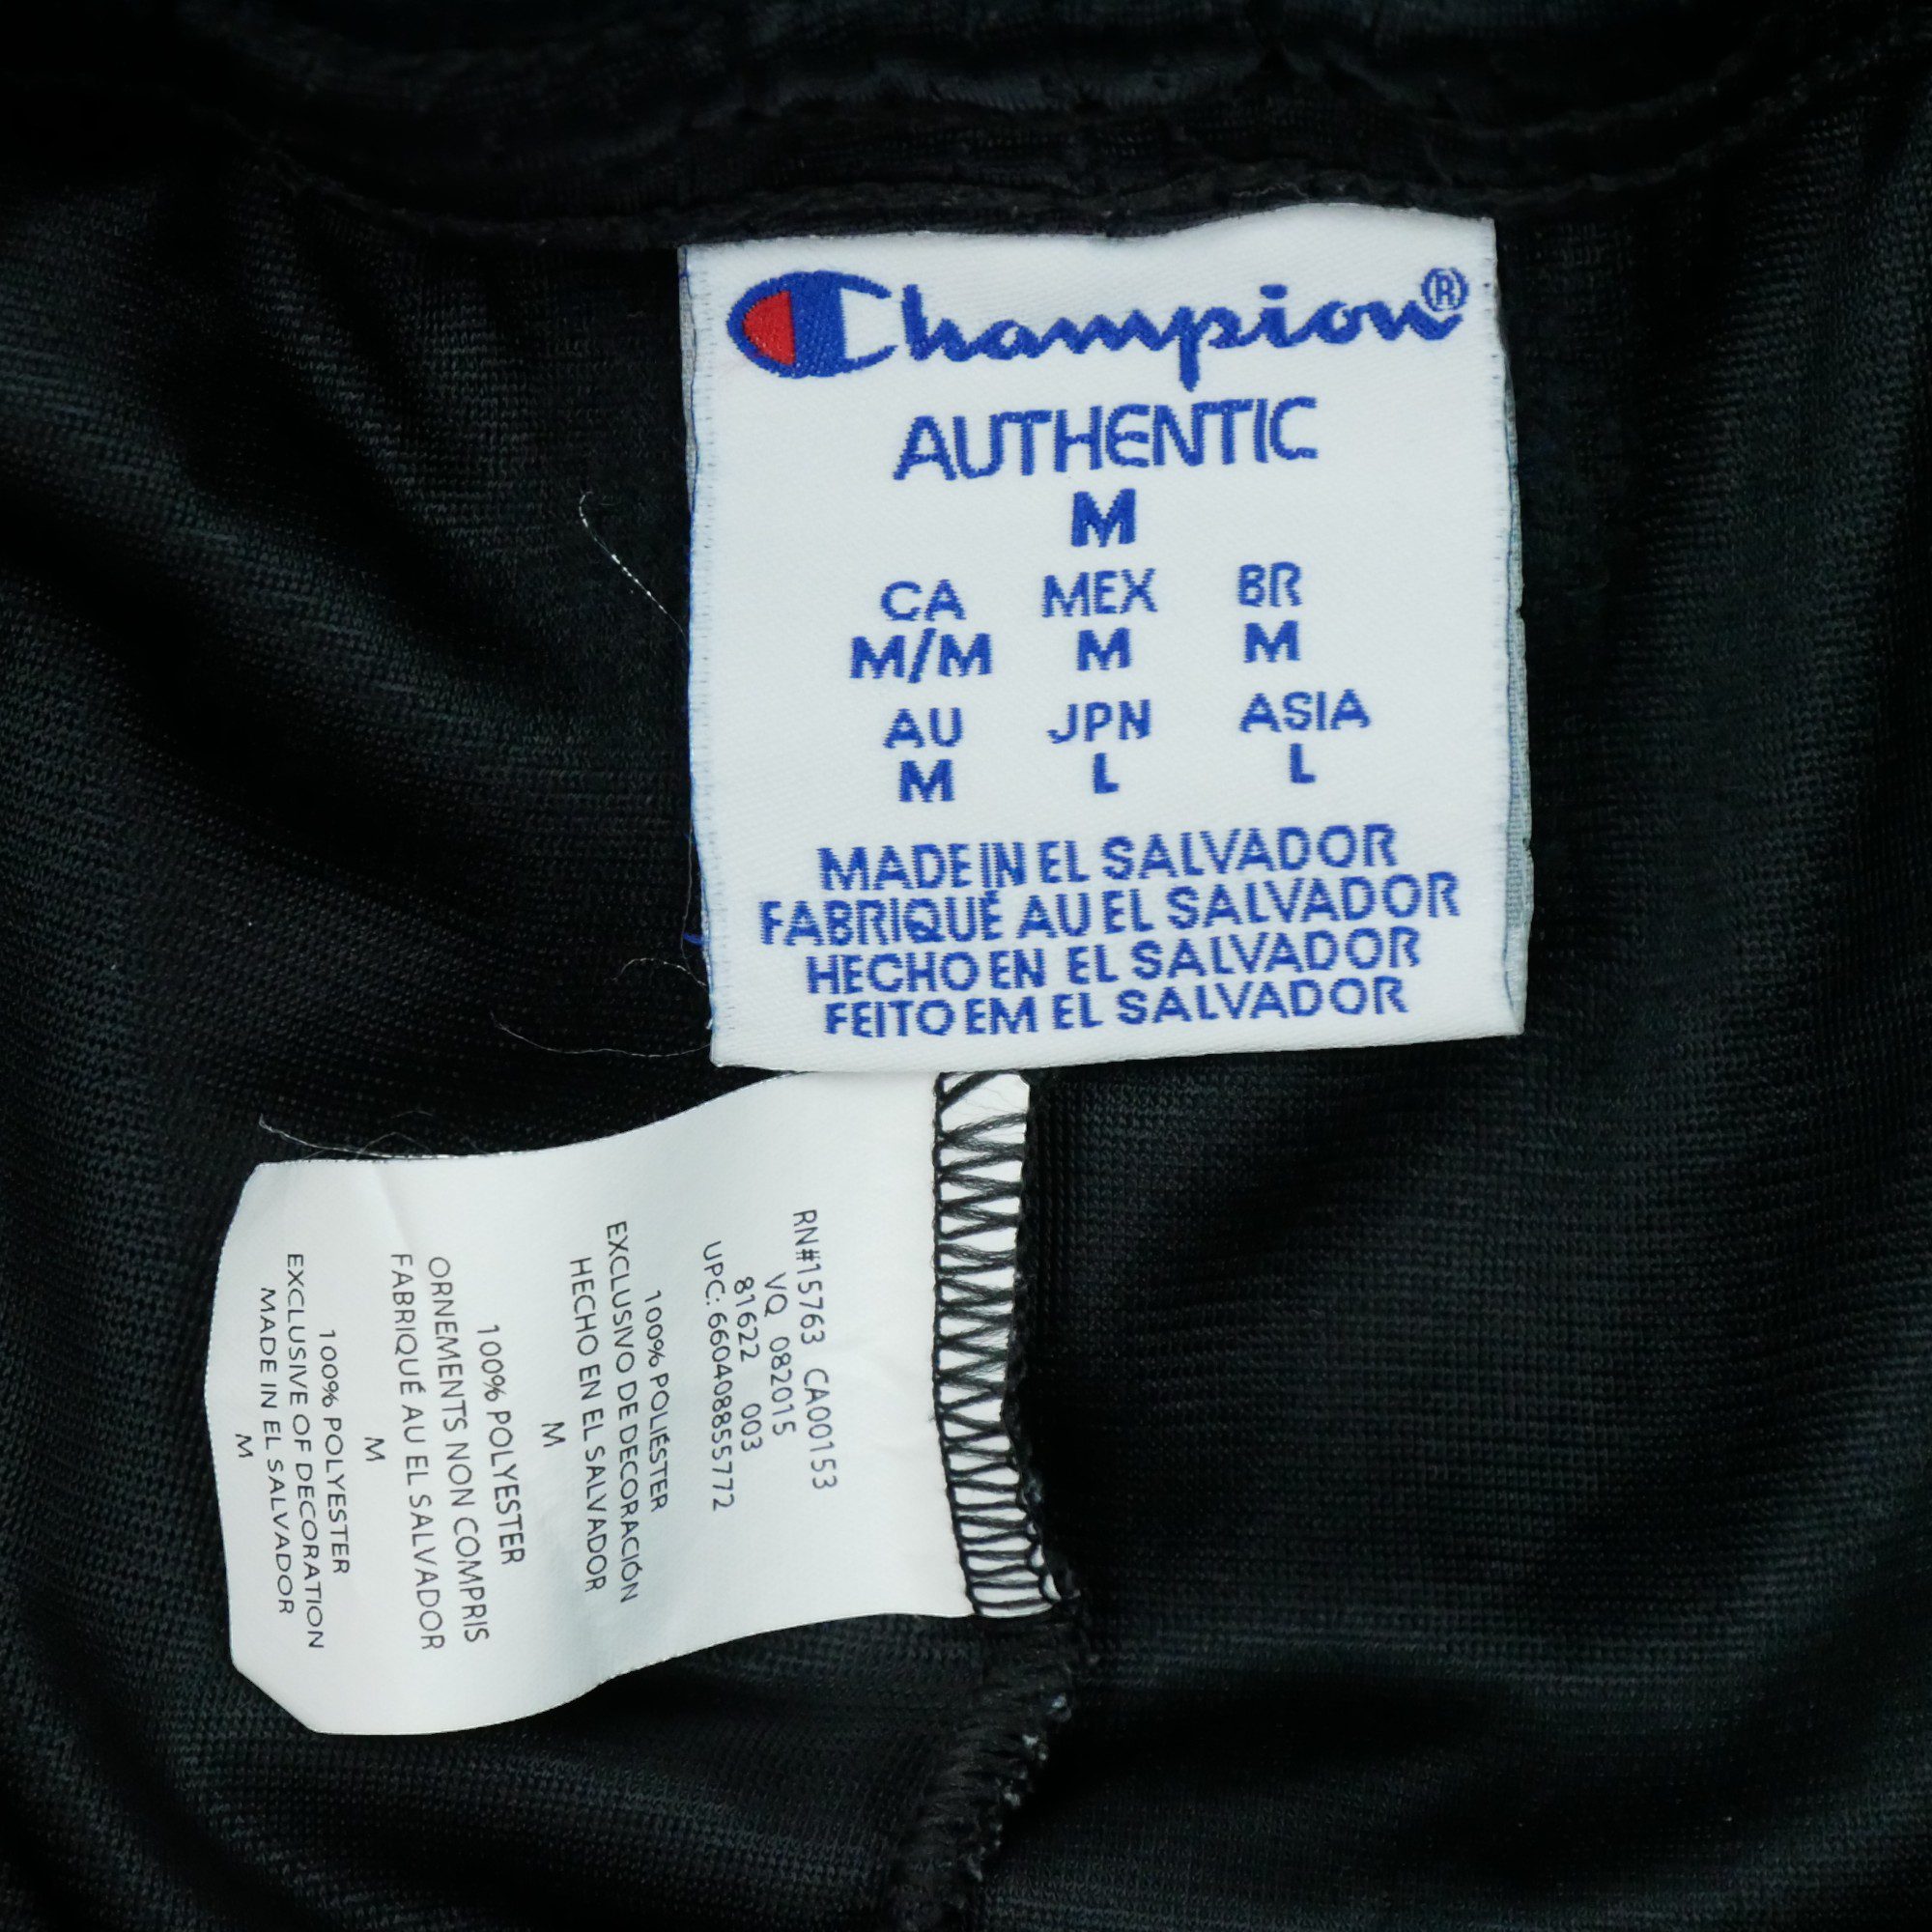 Champion®
AUTHENTIC
M
CA MEX BR
M/M M M
AU JPN ASIA
M L L
MADE IN EL SALVADOR
FABRIQUÉ AU EL SALVADOR
HECHO EN EL SALVADOR
FEITO EM EL SALVADOR
RN#15763 CA00153
VQ 082015
81622 003
UPC: 660408855772
100% POLIÉSTER
EXCLUSIVO DE DECORACIÓN
HECHO EN EL SALVADOR
M
100% POLYESTER
ORNEMENTS NON COMPRIS
FABRIQUÉ AU EL SALVADOR
M
100% POLYESTER
EXCLUSIVE OF DECORATION
MADE IN EL SALVADOR
M